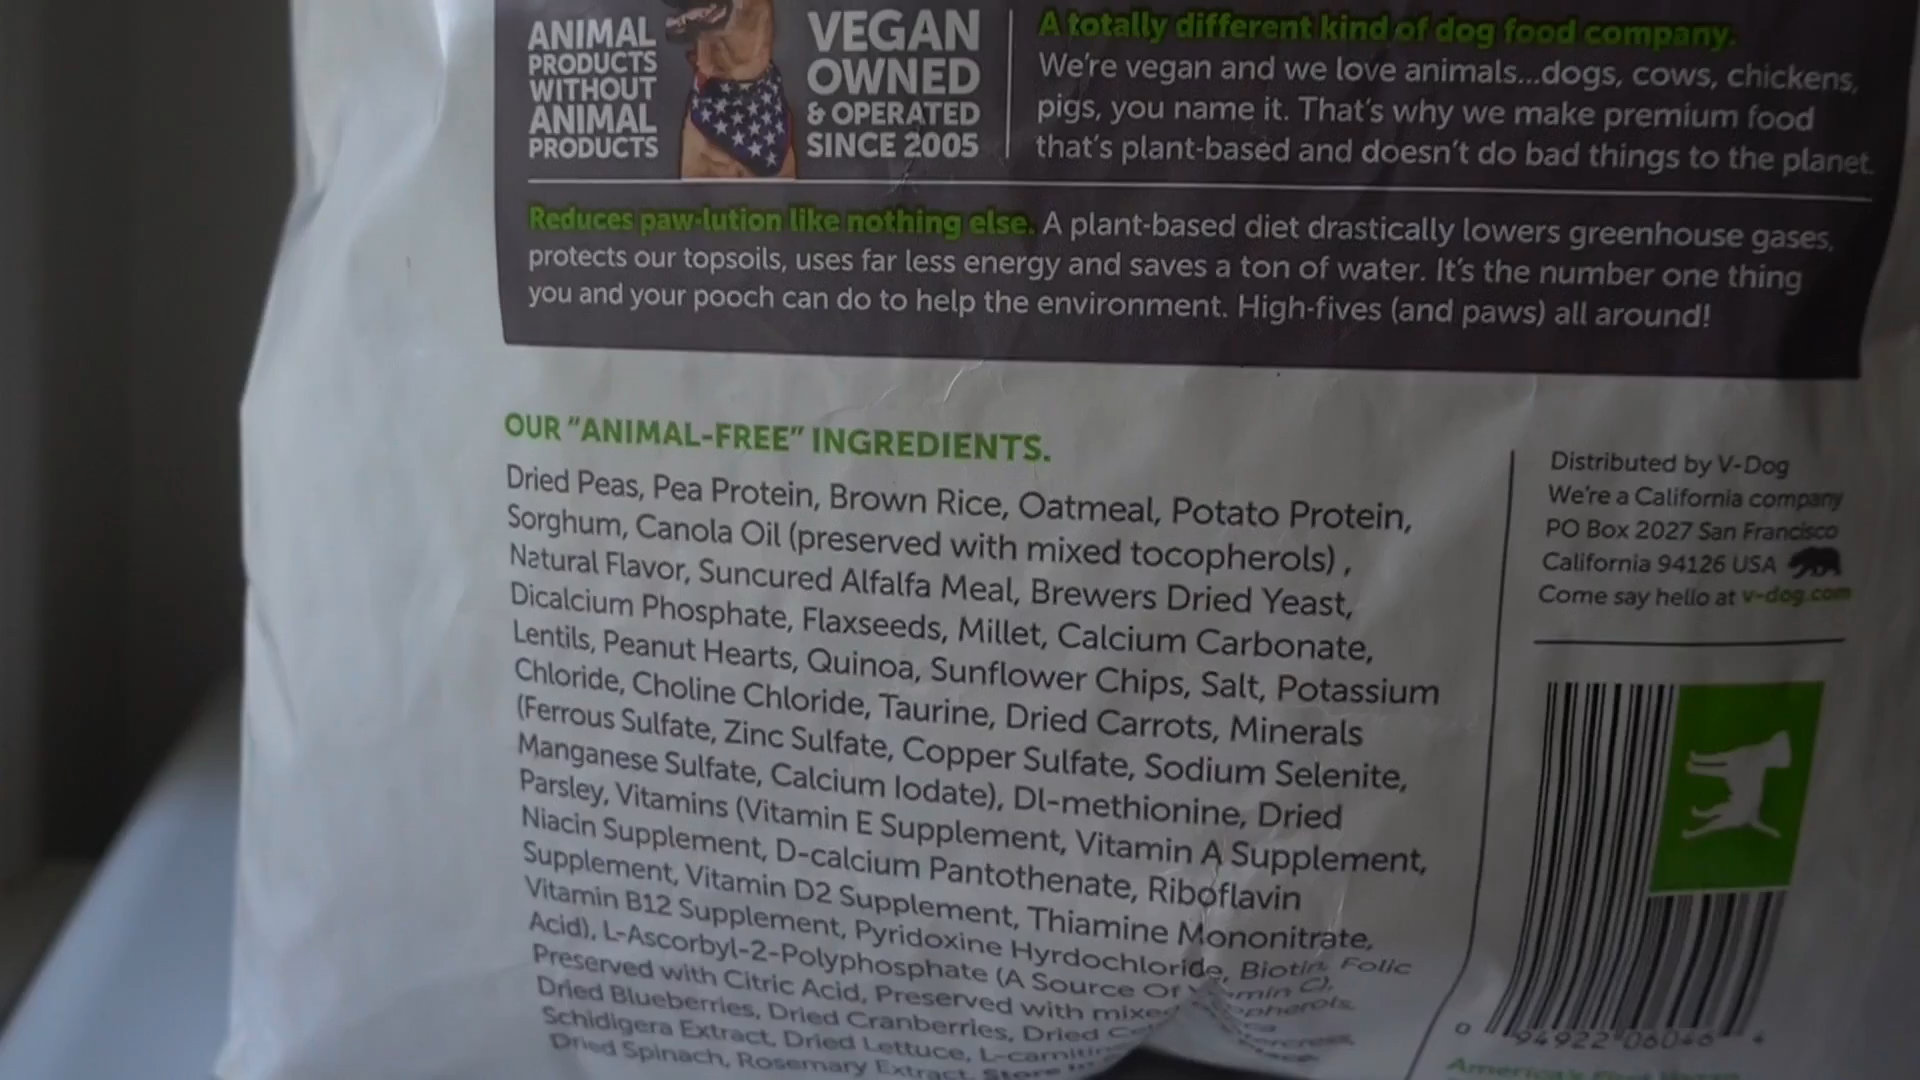 ANIMAL
PRODUCTS
WITHOUT
ANIMAL
PRODUCTS
VEGAN
OWNED
& OPERATED
SINCE 2005
A totally different kind of dog food company.
We're vegan and we love animals...dogs, cows, chickens,
pigs, you name it. That's why we make premium food
that's plant-based and doesn't do bad things to the planet.
Reduces paw-lution like nothing else. A plant-based diet drastically lowers greenhouse gases,
protects our topsoils, uses far less energy and saves a ton of water. It's the number one thing
you and your pooch can do to help the environment. High-fives (and paws) all around!
OUR "ANIMAL-FREE" INGREDIENTS.
Dried Peas, Pea Protein, Brown Rice, Oatmeal, Potato Protein,
Sorghum, Canola Oil (preserved with mixed tocopherols) ,
Natural Flavor, Suncured Alfalfa Meal, Brewers Dried Yeast,
Dicalcium Phosphate, Flaxseeds, Millet, Calcium Carbonate,
Lentils, Peanut Hearts, Quinoa, Sunflower Chips, Salt, Potassium
Chloride, Choline Chloride, Taurine, Dried Carrots, Minerals
(Ferrous Sulfate, Zinc Sulfate, Copper Sulfate, Sodium Selenite,
Manganese Sulfate, Calcium Iodate), Dl-methionine, Dried
Parsley, Vitamins (Vitamin E Supplement, Vitamin A Supplement,
Niacin Supplement, D-calcium Pantothenate, Riboflavin
Supplement, Vitamin D2 Supplement, Thiamine Mononitrate,
Vitamin B12 Supplement, Pyridoxine Hyrdochloride, Biotin, Folic
Acid), L-Ascorbyl-2-Polyphosphate (A Source Of C),
Preserved with Citric Acid, Preserved with
Dried Blueberries, Dried Cranberries, Dried
Schidigera Extract, Dried Lettuce,
Dried Spinach, Rosemary Extract,
Distributed by V-Dog
We're a California company
PO Box 2027 San Francisco
California 94126 USA
Come say hello at v-dog.com